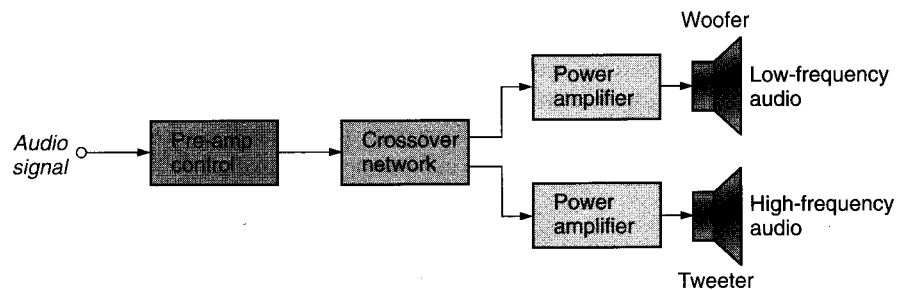 Audio
signal
Pre-amp
control
Crossover
network
Power
amplifier
Woofer
Low-frequency
audio
Power
amplifier
High-frequency
audio
Tweeter